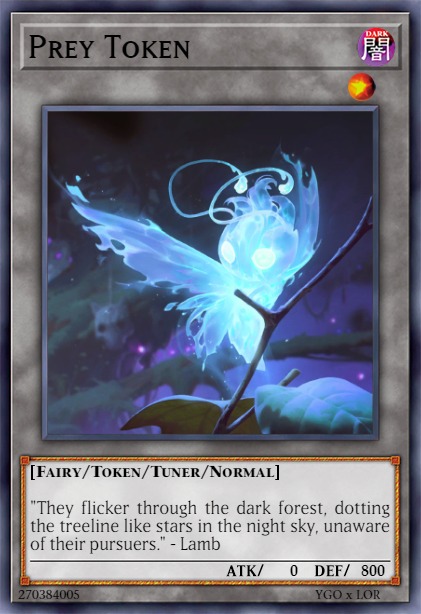 Prey Token
DARK
闇
[Fairy/Token/Tuner/Normal]
"They flicker through the dark forest, dotting
the treeline like stars in the night sky, unaware
of their pursuers." - Lamb
ATK/ 0 DEF/ 800
270384005 YGO x LOR